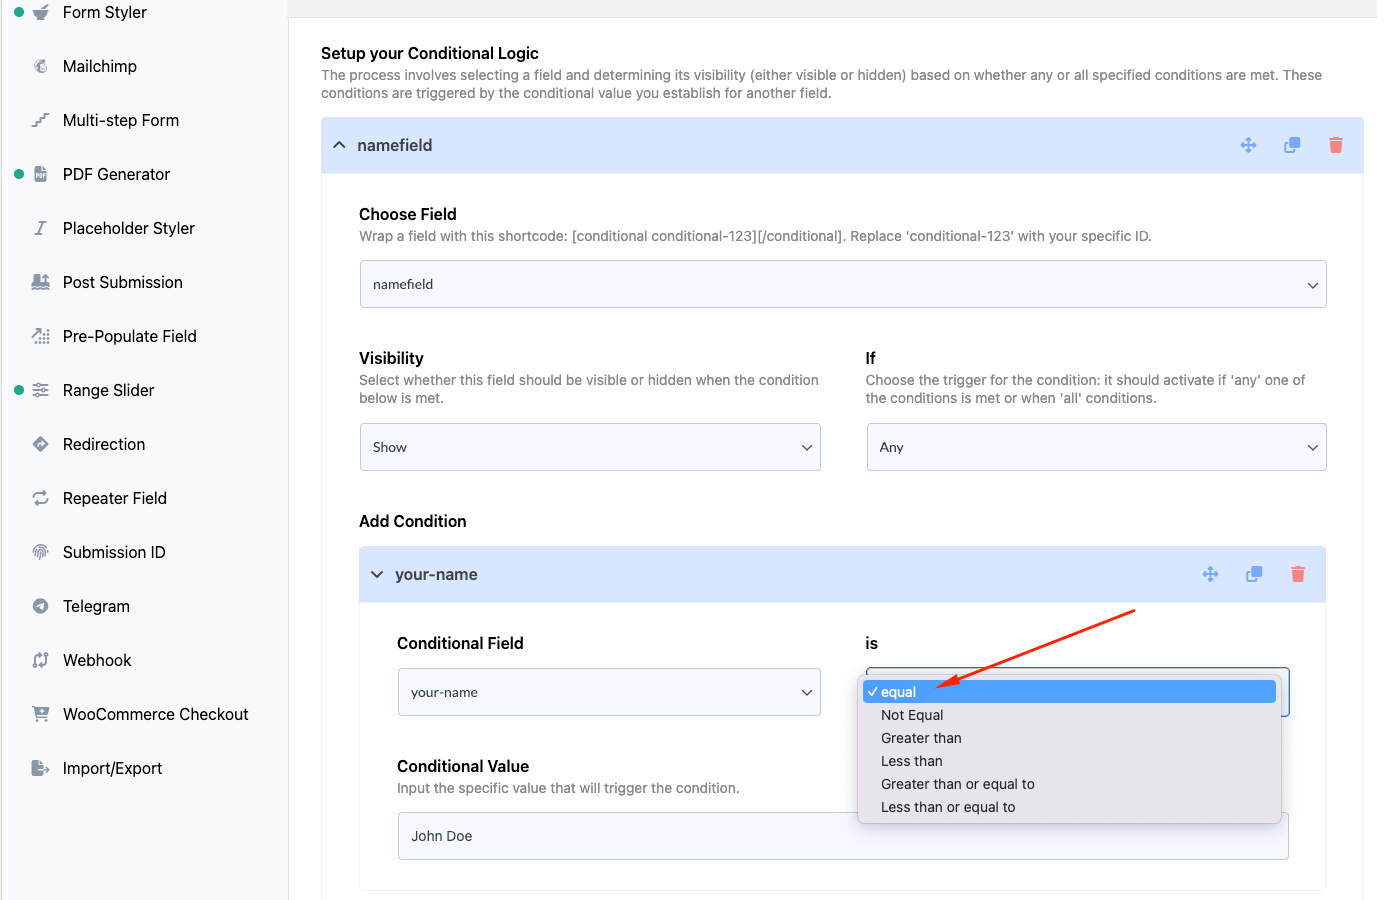 Form Styler
Mailchimp
Multi-step Form
PDF Generator
Placeholder Styler
Post Submission
Pre-Populate Field
Range Slider
Redirection
Repeater Field
Submission ID
Telegram
Webhook
WooCommerce Checkout
Import/Export
Setup your Conditional Logic
The process involves selecting a field and determining its visibility (either visible or hidden) based on whether any or all specified conditions are met. These
conditions are triggered by the conditional value you establish for another field.
namefield
Choose Field
Wrap a field with this shortcode: [conditional conditional-123][/conditional]. Replace 'conditional-123' with your specific ID.
namefield
Visibility
Select whether this field should be visible or hidden when the condition
below is met.
Show
If
Choose the trigger for the condition: it should activate if 'any' one of
the conditions is met or when 'all' conditions.
Any
Add Condition
your-name
Conditional Field
your-name
is
equal
Not Equal
Greater than
Less than
Greater than or equal to
Less than or equal to
Conditional Value
Input the specific value that will trigger the condition.
John Doe